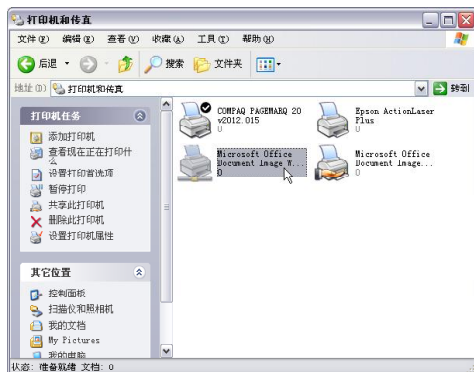 打印机和传真
文件(F) 编辑(E) 查看(V) 收藏(A) 工具(T) 帮助(H)
后退 搜索 文件夹
地址(D) 打印机和传真 转到
打印机任务
添加打印机
查看现在正在打印什么
设置打印首选项
暂停打印
共享此打印机
删除此打印机
设置打印机属性
其它位置
控制面板
扫描仪和照相机
我的文档
My Pictures
我的电脑
COMPAQ PAGEMARQ 20
v2012.015
0
Epson ActionLaser
Plus
0
Microsoft Office
Document Image W...
0
Microsoft Office
Document Image...
0
状态: 准备就绪 文档: 0